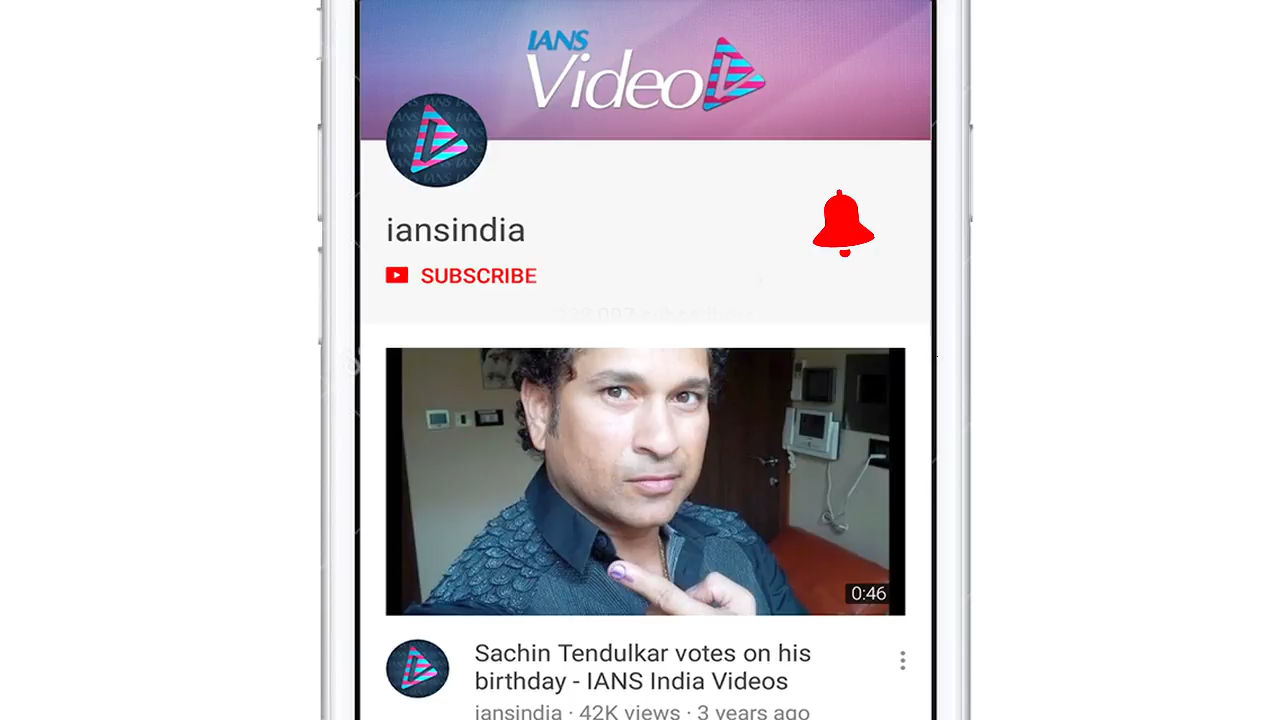 IANS
Video
iansindia
SUBSCRIBE
0:46
Sachin Tendulkar votes on his
birthday - IANS India Videos
iansindia · 42K views · 3 years ago